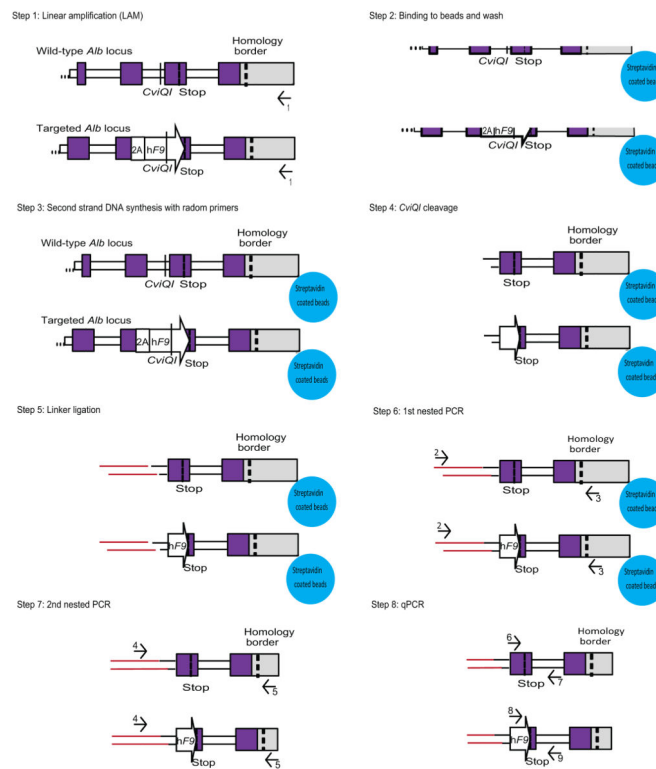 Step 1: Linear amplification (LAM)
Wild-type Alb locus
Homology
border
CviQI
Stop
1
Targeted Alb locus
2A
hF9
CviQI
Stop
1
Step 2: Binding to beads and wash
CviQI
Stop
Streptavidin
coated beads
2A
hF9
CviQI
Stop
Streptavidin
coated beads
Step 3: Second strand DNA synthesis with radom primers
Wild-type Alb locus
Homology
border
CviQI
Stop
Streptavidin
coated beads
Targeted Alb locus
2A
hF9
CviQI
Stop
Streptavidin
coated beads
Step 4: CviQI cleavage
Homology
border
Stop
Streptavidin
coated beads
Stop
Streptavidin
coated beads
Step 5: Linker ligation
Homology
border
Stop
Streptavidin
coated beads
hF9
Stop
Streptavidin
coated beads
Step 6: 1st nested PCR
Homology
border
2
Stop
3
Streptavidin
coated beads
2
hF9
Stop
3
Streptavidin
coated beads
Step 7: 2nd nested PCR
Homology
border
4
Stop
5
4
hF9
Stop
5
Step 8: qPCR
Homology
border
6
Stop
7
8
hF9
Stop
9